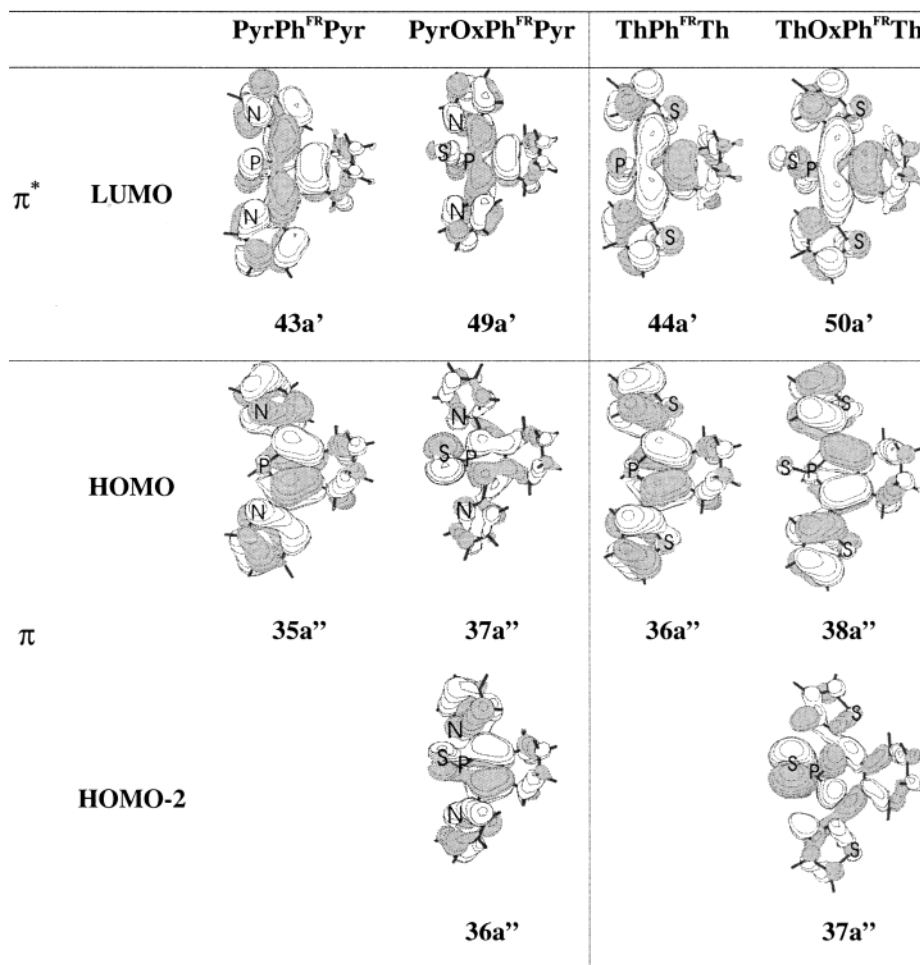 PyrPh^FR Pyr PyrOxPh^FR Pyr ThPh^FR Th ThOxPh^FR Th
N S
N S
P S P P S P
π* LUMO
N N
S S
43a’ 49a’ 44a’ 50a’
N N S S
HOMO
P S P P S P
N N S S
35a” 37a” 36a” 38a”
π
N S
S P S P
HOMO-2
N S
36a” 37a”